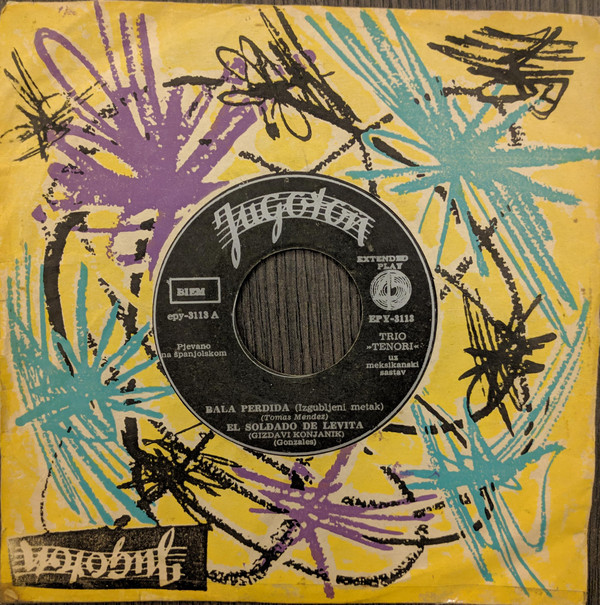 Jugoton
EXTENDED
PLAY
BIEM
epy-3113 A
EPY-3113
Pjevano
na španjolskom
TRIO
»TENORI«
uz
meksikanski
sastav
BALA PERDIDA (Izgubljeni metak)
(Tomas Mendez)
EL SOLDADO DE LEVITA
(GIZDAVI KONJANIK)
(Gonzales)
Jugoton